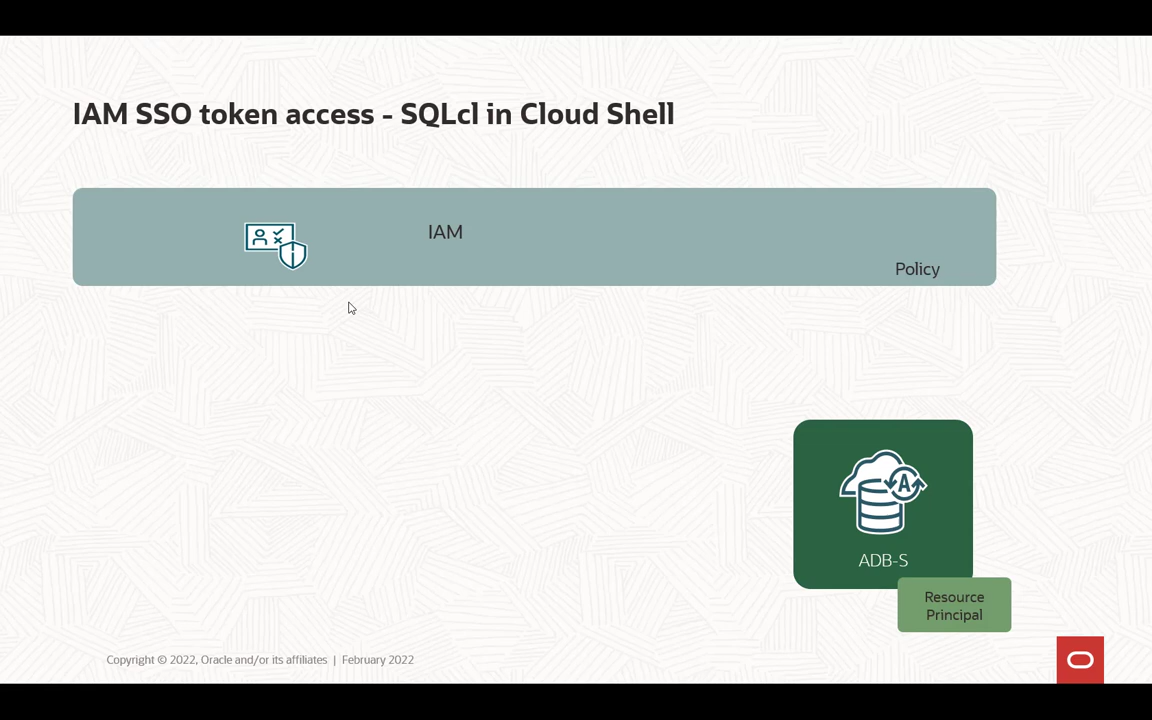 IAM SSO token access - SQLcl in Cloud Shell
IAM
Policy
A
ADB-S
Resource
Principal
Copyright © 2022, Oracle and/or its affiliates | February 2022